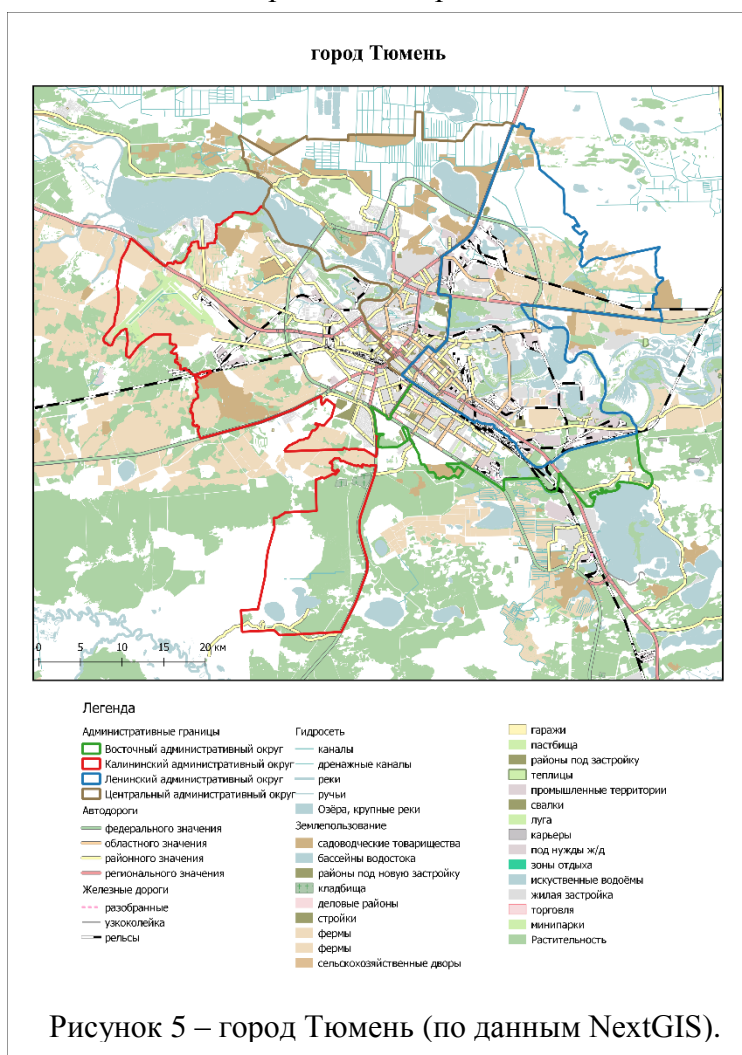 город Тюмень
0 5 10 15 20 км
Легенда
Административные границы
Восточный административный округ
Калининский административный округ
Ленинский административный округ
Центральный административный округ
Автодороги
федерального значения
областного значения
районного значения
регионального значения
Железные дороги
разобранные
узкоколейка
рельсы
Гидросеть
каналы
дренажные каналы
реки
ручьи
Озёра, крупные реки
Землепользование
садоводческие товарищества
бассейны водостока
районы под новую застройку
кладбища
деловые районы
стройки
фермы
фермы
сельскохозяйственные дворы
гаражи
пастбища
районы под застройку
теплицы
промышленные территории
свалки
луга
карьеры
под нужды ж/д
зоны отдыха
искуственные водоёмы
жилая застройка
торговля
минипарки
Растительность
Рисунок 5 – город Тюмень (по данным NextGIS).